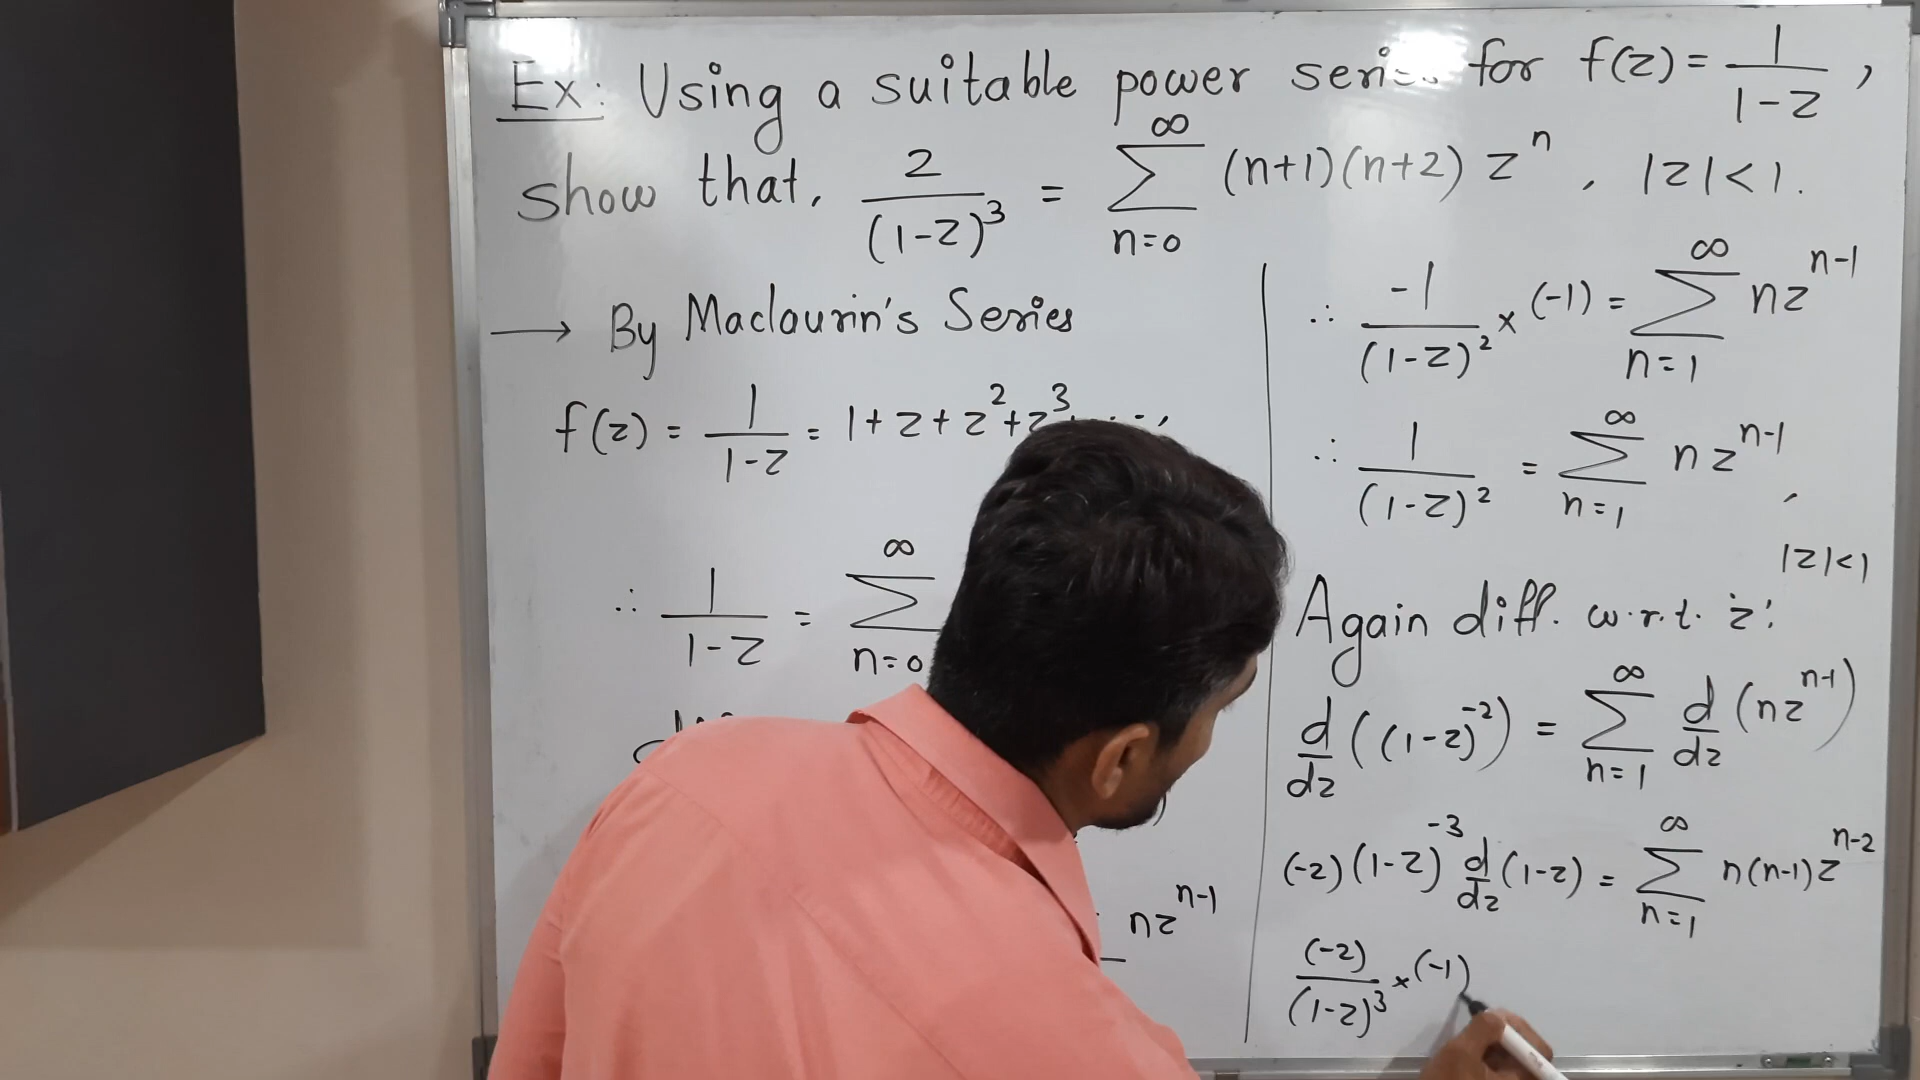 Ex: Using a suitable power seri for f(z) = 1/(1-z) ,
show that, 2/(1-z)^3 = ∑_{n=0}^{∞} (n+1)(n+2) z^n , |z|<1.
→ By Maclaurin's Series
f(z) = 1/(1-z) = 1+z+z^2+z^3
∴ 1/(1-z) = ∑_{n=0}^{∞}
nz^{n-1}
∴ -1/(1-z)^2 × (-1) = ∑_{n=1}^{∞} nz^{n-1}
∴ 1/(1-z)^2 = ∑_{n=1}^{∞} nz^{n-1} ,
|z|<1
Again diff. w.r.t. 'z':
d/dz ((1-z)^{-2}) = ∑_{n=1}^{∞} d/dz (nz^{n-1})
(-2)(1-z)^{-3} d/dz (1-z) = ∑_{n=1}^{∞} n(n-1)z^{n-2}
(-2)/(1-z)^3 × (-1)